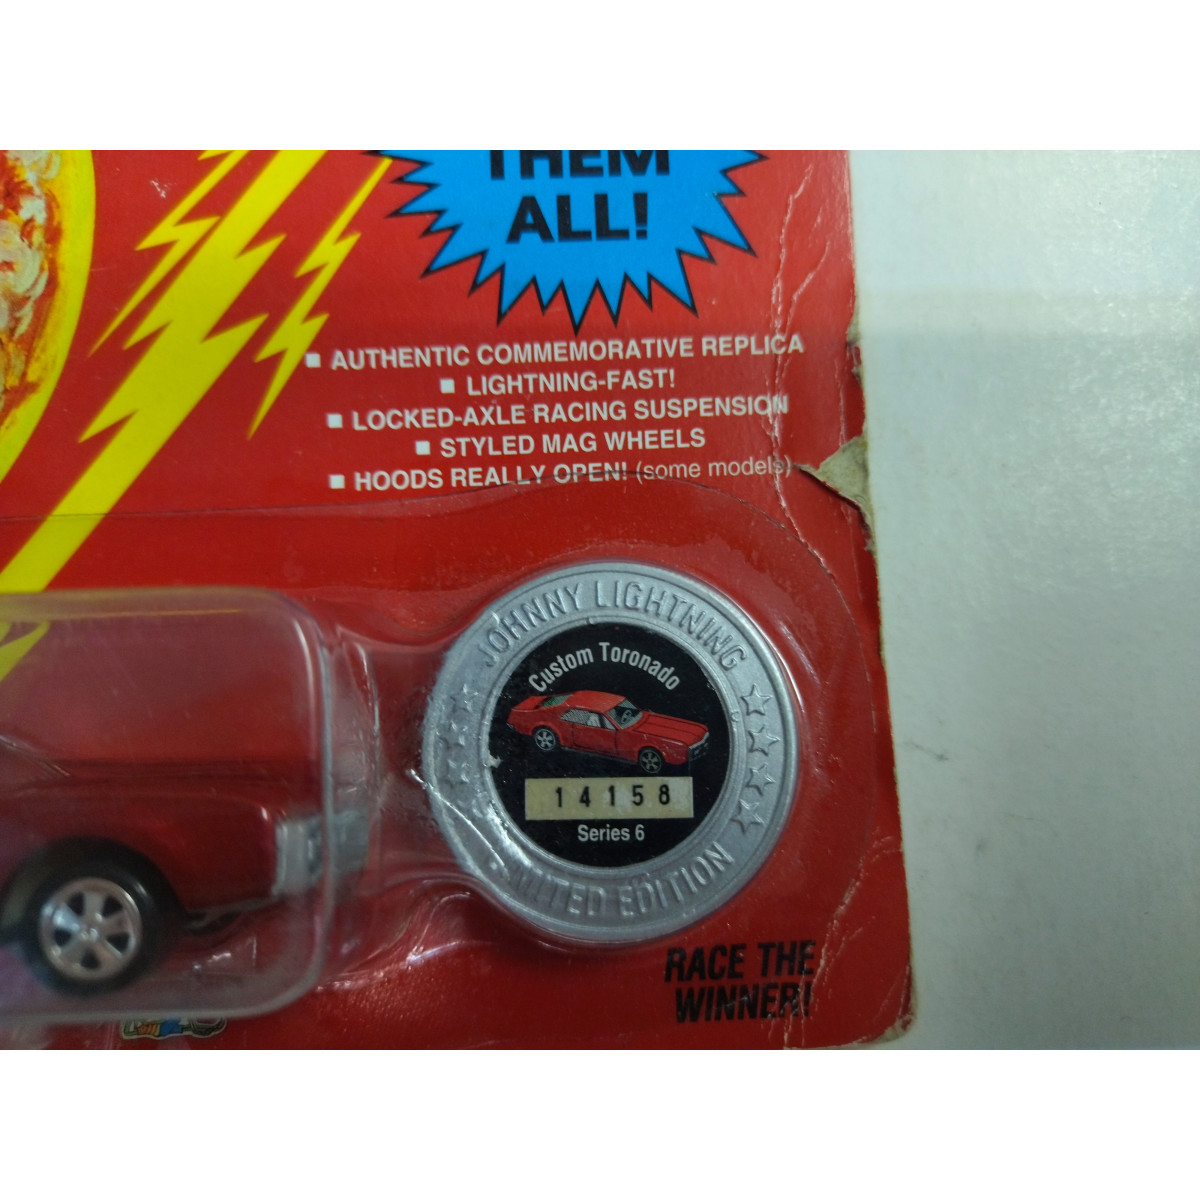 THEM
ALL!
AUTHENTIC COMMEMORATIVE REPLICA
LIGHTNING-FAST!
LOCKED-AXLE RACING SUSPENSION
STYLED MAG WHEELS
HOODS REALLY OPEN! (some models)
JOHNNY LIGHTNING
Custom Toronado
14158
Series 6
LIMITED EDITION
RACE THE
WINNER!